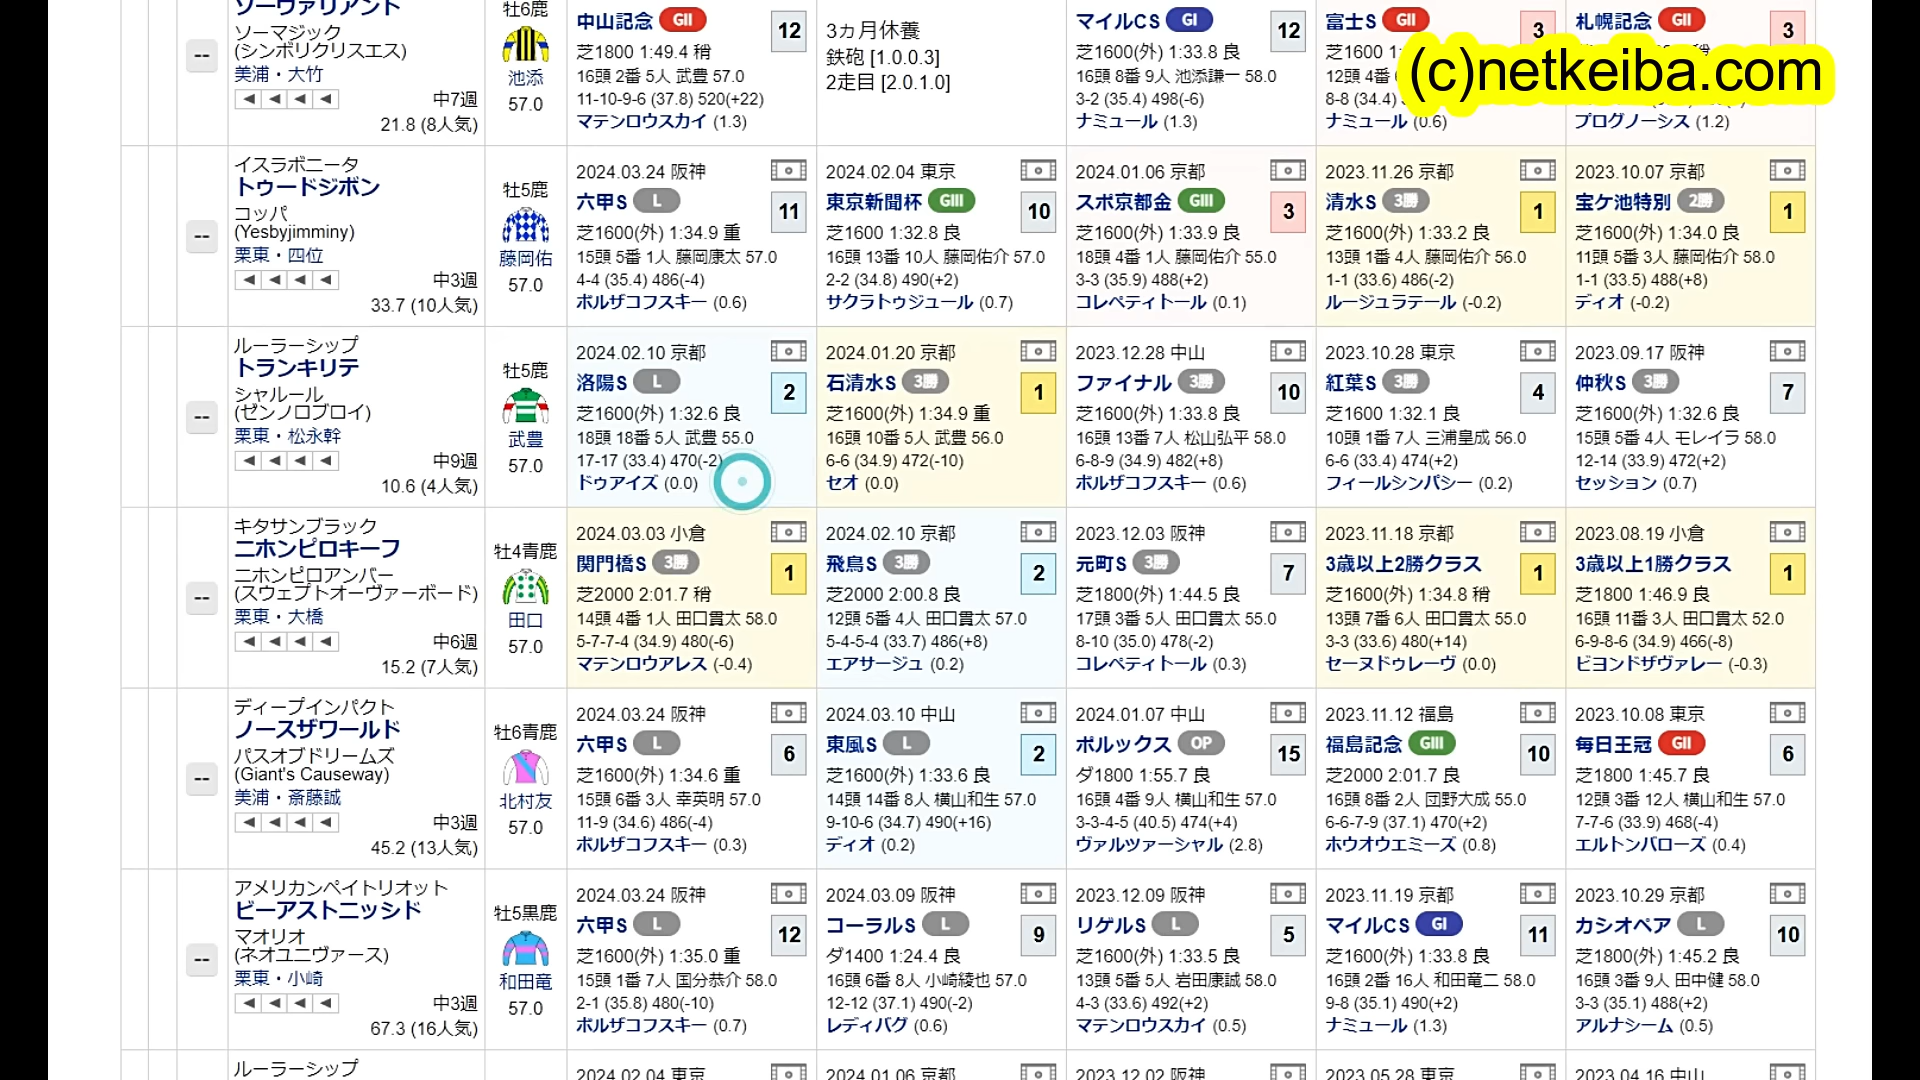 (c)netkeiba.com
ソーヴァリアント
ソーマジック
(シンボリクリスエス)
美浦・大竹
中7週
21.8 (8人気)
牡6鹿
池添
57.0
中山記念 GII
12
芝1800 1:49.4 稍
16頭 2番 5人 武豊 57.0
11-10-9-6 (37.8) 520(+22)
マテンロウスカイ (1.3)
3ヵ月休養
鉄砲 [1.0.0.3]
2走目 [2.0.1.0]
マイルCS GI
12
芝1600(外) 1:33.8 良
16頭 8番 9人 池添謙一 58.0
3-2 (35.4) 498(-6)
ナミュール (1.3)
富士S GII
3
芝1600
12頭 4番
8-8 (34.4)
ナミュール (0.6)
札幌記念 GII
3
プログノーシス (1.2)
--
イスラボニータ
トゥードジボン
コッパ
(Yesbyjimminy)
栗東・四位
中3週
33.7 (10人気)
牡5鹿
藤岡佑
57.0
2024.03.24 阪神
六甲S L
11
芝1600(外) 1:34.9 重
15頭 5番 1人 藤岡康太 57.0
4-4 (35.4) 486(-4)
ボルザコフスキー (0.6)
2024.02.04 東京
東京新聞杯 GIII
10
芝1600 1:32.8 良
16頭 13番 10人 藤岡佑介 57.0
2-2 (34.8) 490(+2)
サクラトゥジュール (0.7)
2024.01.06 京都
スポ京都金 GIII
3
芝1600(外) 1:33.9 良
18頭 4番 1人 藤岡佑介 55.0
3-3 (35.9) 488(+2)
コレペティトール (0.1)
2023.11.26 京都
清水S 3勝
1
芝1600(外) 1:33.2 良
13頭 1番 4人 藤岡佑介 56.0
1-1 (33.6) 486(-2)
ルージュラテール (-0.2)
2023.10.07 京都
宝ケ池特別 2勝
1
芝1600(外) 1:34.0 良
11頭 5番 3人 藤岡佑介 58.0
1-1 (33.5) 488(+8)
ディオ (-0.2)
--
ルーラーシップ
トランキリテ
シャルール
(ゼンノロブロイ)
栗東・松永幹
中9週
10.6 (4人気)
牡5鹿
武豊
57.0
2024.02.10 京都
洛陽S L
2
芝1600(外) 1:32.6 良
18頭 18番 5人 武豊 55.0
17-17 (33.4) 470(-2)
ドゥアイズ (0.0)
2024.01.20 京都
石清水S 3勝
1
芝1600(外) 1:34.9 重
16頭 10番 5人 武豊 56.0
6-6 (34.9) 472(-10)
セオ (0.0)
2023.12.28 中山
ファイナル 3勝
10
芝1600(外) 1:33.8 良
16頭 13番 7人 松山弘平 58.0
6-8-9 (34.9) 482(+8)
ボルザコフスキー (0.6)
2023.10.28 東京
紅葉S 3勝
4
芝1600 1:32.1 良
10頭 1番 7人 三浦皇成 56.0
6-6 (33.4) 474(+2)
フィールシンパシー (0.2)
2023.09.17 阪神
仲秋S 3勝
7
芝1600(外) 1:32.6 良
15頭 5番 4人 モレイラ 58.0
12-14 (33.9) 472(+2)
セッション (0.7)
--
キタサンブラック
ニホンピロキーフ
ニホンピロアンバー
(スウェプトオーヴァーボード)
栗東・大橋
中6週
15.2 (7人気)
牡4青鹿
田口
57.0
2024.03.03 小倉
関門橋S 3勝
1
芝2000 2:01.7 稍
14頭 4番 1人 田口貫太 58.0
5-7-7-4 (34.9) 480(-6)
マテンロウアレス (-0.4)
2024.02.10 京都
飛鳥S 3勝
2
芝2000 2:00.8 良
12頭 5番 4人 田口貫太 57.0
5-4-5-4 (33.7) 486(+8)
エアサージュ (0.2)
2023.12.03 阪神
元町S 3勝
7
芝1800(外) 1:44.5 良
17頭 3番 5人 田口貫太 55.0
8-10 (35.0) 478(-2)
コレペティトール (0.3)
2023.11.18 京都
3歳以上2勝クラス
1
芝1600(外) 1:34.8 稍
13頭 7番 6人 田口貫太 55.0
3-3 (33.6) 480(+14)
セーヌドゥレーヴ (0.0)
2023.08.19 小倉
3歳以上1勝クラス
1
芝1800 1:46.9 良
16頭 11番 3人 田口貫太 52.0
6-9-8-6 (34.9) 466(-8)
ビヨンドザヴァレー (-0.3)
--
ディープインパクト
ノースザワールド
パスオブドリームズ
(Giant's Causeway)
美浦・斎藤誠
中3週
45.2 (13人気)
牡6青鹿
北村友
57.0
2024.03.24 阪神
六甲S L
6
芝1600(外) 1:34.6 重
15頭 6番 3人 幸英明 57.0
11-9 (34.6) 486(-4)
ボルザコフスキー (0.3)
2024.03.10 中山
東風S L
2
芝1600(外) 1:33.6 良
14頭 14番 8人 横山和生 57.0
9-10-6 (34.7) 490(+16)
ディオ (0.2)
2024.01.07 中山
ポルックス OP
15
ダ1800 1:55.7 良
16頭 4番 9人 横山和生 57.0
3-3-4-5 (40.5) 474(+4)
ヴァルツァーシャル (2.8)
2023.11.12 福島
福島記念 GIII
10
芝2000 2:01.7 良
16頭 8番 2人 団野大成 55.0
6-6-7-9 (37.1) 470(+2)
ホウオウエミーズ (0.8)
2023.10.08 東京
毎日王冠 GII
6
芝1800 1:45.7 良
12頭 3番 12人 横山和生 57.0
7-7-6 (33.9) 468(-4)
エルトンバローズ (0.4)
--
アメリカンペイトリオット
ビーアストニッシド
マオリオ
(ネオユニヴァース)
栗東・小崎
中3週
67.3 (16人気)
牡5黒鹿
和田竜
57.0
2024.03.24 阪神
六甲S L
12
芝1600(外) 1:35.0 重
15頭 1番 7人 国分恭介 58.0
2-1 (35.8) 480(-10)
ボルザコフスキー (0.7)
2024.03.09 阪神
コーラルS L
9
ダ1400 1:24.4 良
16頭 6番 8人 小崎綾也 57.0
12-12 (37.1) 490(-2)
レディバグ (0.6)
2023.12.09 阪神
リゲルS L
5
芝1600(外) 1:33.5 良
13頭 5番 5人 岩田康誠 58.0
4-3 (33.6) 492(+2)
マテンロウスカイ (0.5)
2023.11.19 京都
マイルCS GI
11
芝1600(外) 1:33.8 良
16頭 2番 16人 和田竜二 58.0
9-8 (35.1) 490(+2)
ナミュール (1.3)
2023.10.29 京都
カシオペア L
10
芝1800(外) 1:45.2 良
16頭 3番 9人 田中健 58.0
3-3 (35.1) 488(+2)
アルナシーム (0.5)
--
ルーラーシップ
2024.02.04 東京
2024.01.06 京都
2023.12.02 阪神
2023.05.28 東京
2023.04.16 中山